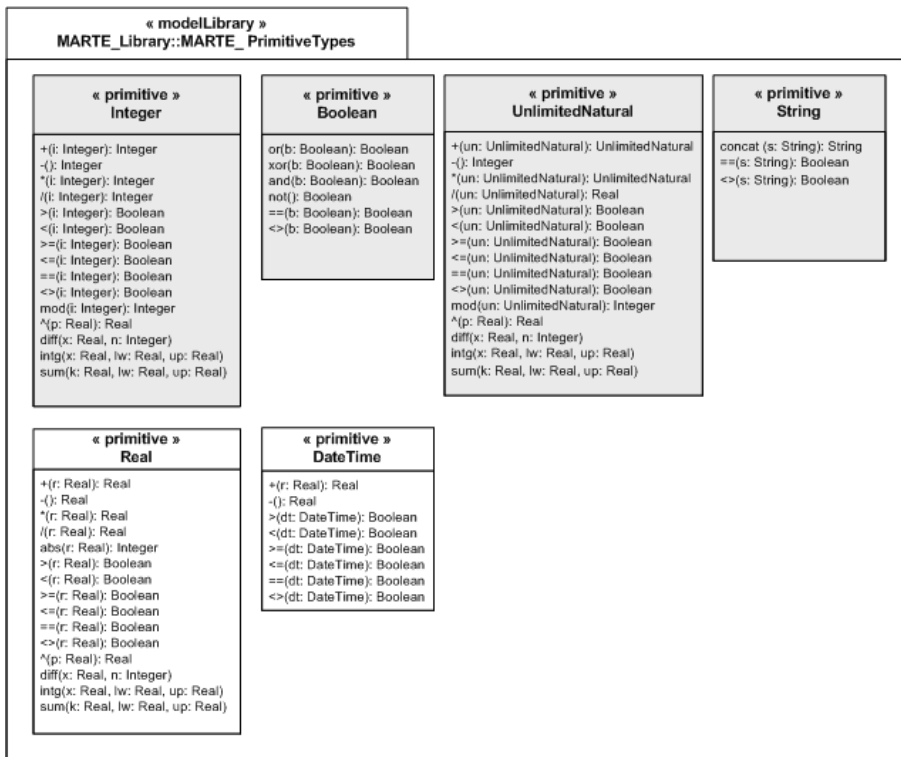 « modelLibrary »
MARTE_Library::MARTE_ PrimitiveTypes
« primitive »
Integer
+(i: Integer): Integer
-(): Integer
*(i: Integer): Integer
/(i: Integer): Integer
>(i: Integer): Boolean
<(i: Integer): Boolean
>=(i: Integer): Boolean
<=(i: Integer): Boolean
==(i: Integer): Boolean
<>(i: Integer): Boolean
mod(i: Integer): Integer
^(p: Real): Real
diff(x: Real, n: Integer)
intg(x: Real, lw: Real, up: Real)
sum(k: Real, lw: Real, up: Real)
« primitive »
Boolean
or(b: Boolean): Boolean
xor(b: Boolean): Boolean
and(b: Boolean): Boolean
not(): Boolean
==(b: Boolean): Boolean
<>(b: Boolean): Boolean
« primitive »
UnlimitedNatural
+(un: UnlimitedNatural): UnlimitedNatural
-(): Integer
*(un: UnlimitedNatural): UnlimitedNatural
/(un: UnlimitedNatural): Real
>(un: UnlimitedNatural): Boolean
<(un: UnlimitedNatural): Boolean
>=(un: UnlimitedNatural): Boolean
<=(un: UnlimitedNatural): Boolean
==(un: UnlimitedNatural): Boolean
<>(un: UnlimitedNatural): Boolean
mod(un: UnlimitedNatural): Integer
^(p: Real): Real
diff(x: Real, n: Integer)
intg(x: Real, lw: Real, up: Real)
sum(k: Real, lw: Real, up: Real)
« primitive »
String
concat (s: String): String
==(s: String): Boolean
<>(s: String): Boolean
« primitive »
Real
+(r: Real): Real
-(): Real
*(r: Real): Real
/(r: Real): Real
abs(r: Real): Integer
>(r: Real): Boolean
<(r: Real): Boolean
>=(r: Real): Boolean
<=(r: Real): Boolean
==(r: Real): Boolean
<>(r: Real): Boolean
^(p: Real): Real
diff(x: Real, n: Integer)
intg(x: Real, lw: Real, up: Real)
sum(k: Real, lw: Real, up: Real)
« primitive »
DateTime
+(r: Real): Real
-(): Real
>(dt: DateTime): Boolean
<(dt: DateTime): Boolean
>=(dt: DateTime): Boolean
<=(dt: DateTime): Boolean
==(dt: DateTime): Boolean
<>(dt: DateTime): Boolean